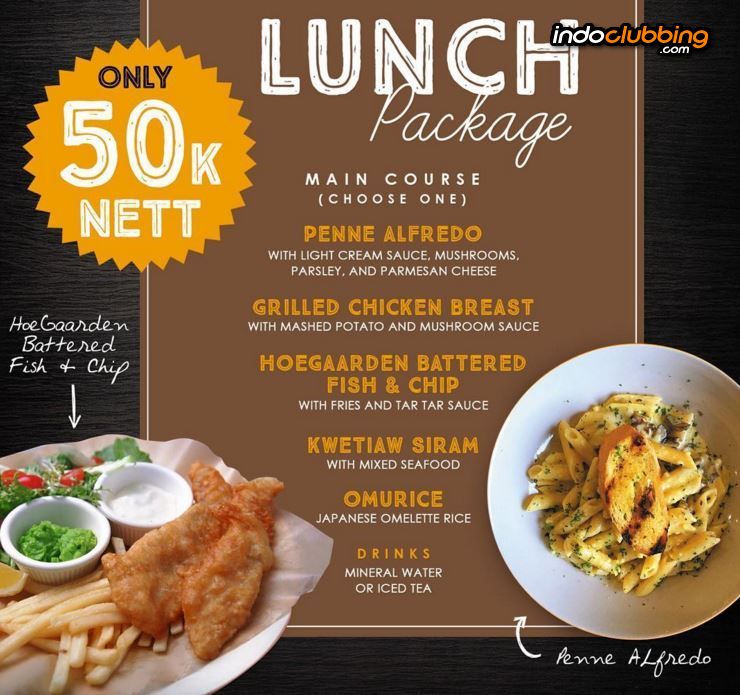 indoclubbing
.com
ONLY
50K
NETT
LUNCH
Package
MAIN COURSE
(CHOOSE ONE)
PENNE ALFREDO
WITH LIGHT CREAM SAUCE, MUSHROOMS,
PARSLEY, AND PARMESAN CHEESE
GRILLED CHICKEN BREAST
WITH MASHED POTATO AND MUSHROOM SAUCE
HOEGAARDEN BATTERED
FISH & CHIP
WITH FRIES AND TAR TAR SAUCE
KWETIAW SIRAM
WITH MIXED SEAFOOD
OMURICE
JAPANESE OMELETTE RICE
DRINKS
MINERAL WATER
OR ICED TEA
HoeGaarden
Battered
Fish & Chip
Penne ALfredo